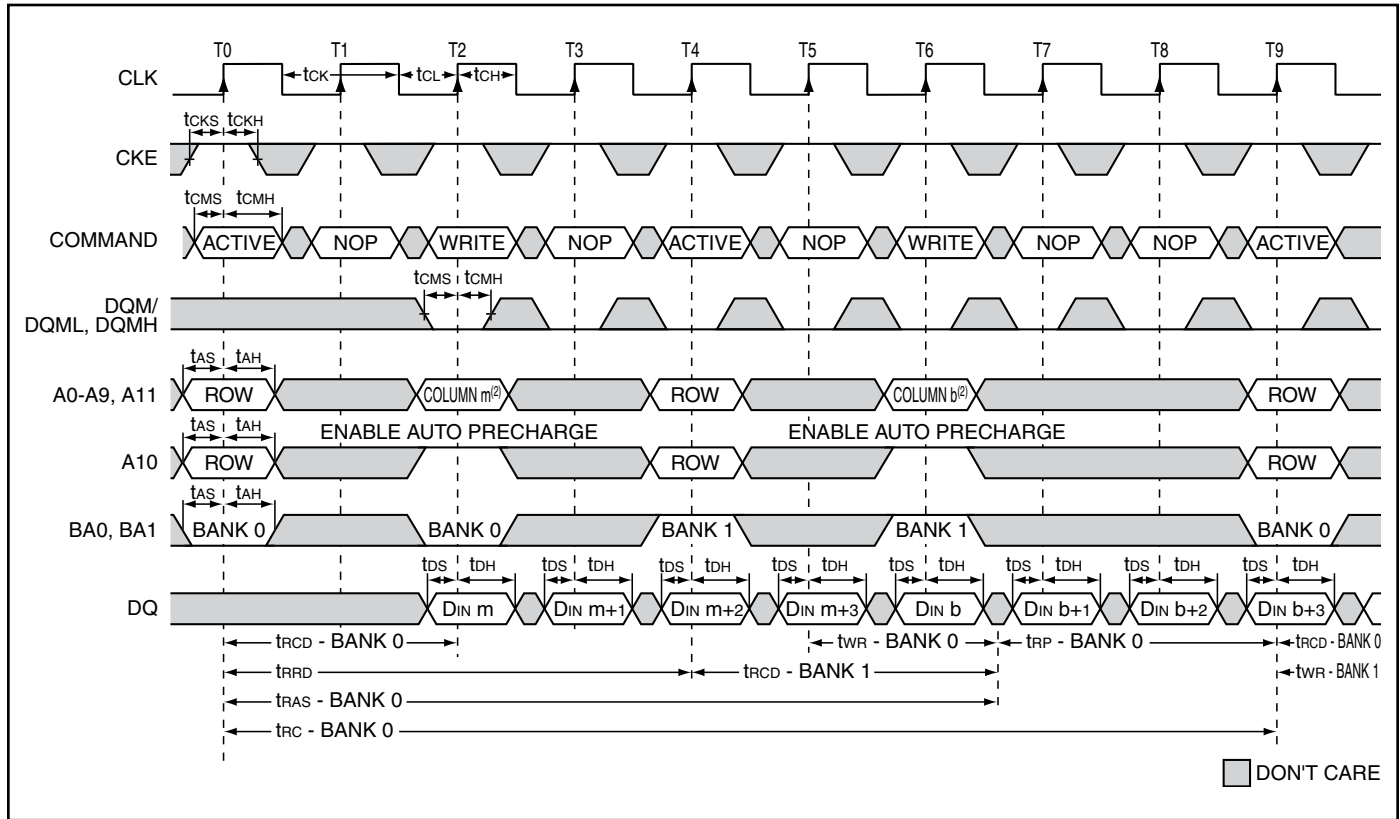 T0 T1 T2 T3 T4 T5 T6 T7 T8 T9
CLK tCK tCL tCH
tCKS tCKH
CKE
tCMS tCMH
COMMAND ACTIVE NOP WRITE NOP ACTIVE NOP WRITE NOP NOP ACTIVE
tCMS tCMH
DQM/
DQML, DQMH
tAS tAH
A0-A9, A11 ROW COLUMN m(2) ROW COLUMN b(2) ROW
tAS tAH ENABLE AUTO PRECHARGE ENABLE AUTO PRECHARGE
A10 ROW ROW ROW
tAS tAH
BA0, BA1 BANK 0 BANK 0 BANK 1 BANK 1 BANK 0
tDS tDH tDS tDH tDS tDH tDS tDH tDS tDH tDS tDH tDS tDH tDS tDH
DQ DIN m DIN m+1 DIN m+2 DIN m+3 DIN b DIN b+1 DIN b+2 DIN b+3
tRCD - BANK 0 tWR - BANK 0 tRP - BANK 0 tRCD - BANK 0
tRRD tRCD - BANK 1 tWR - BANK 1
tRAS - BANK 0
tRC - BANK 0
DON'T CARE